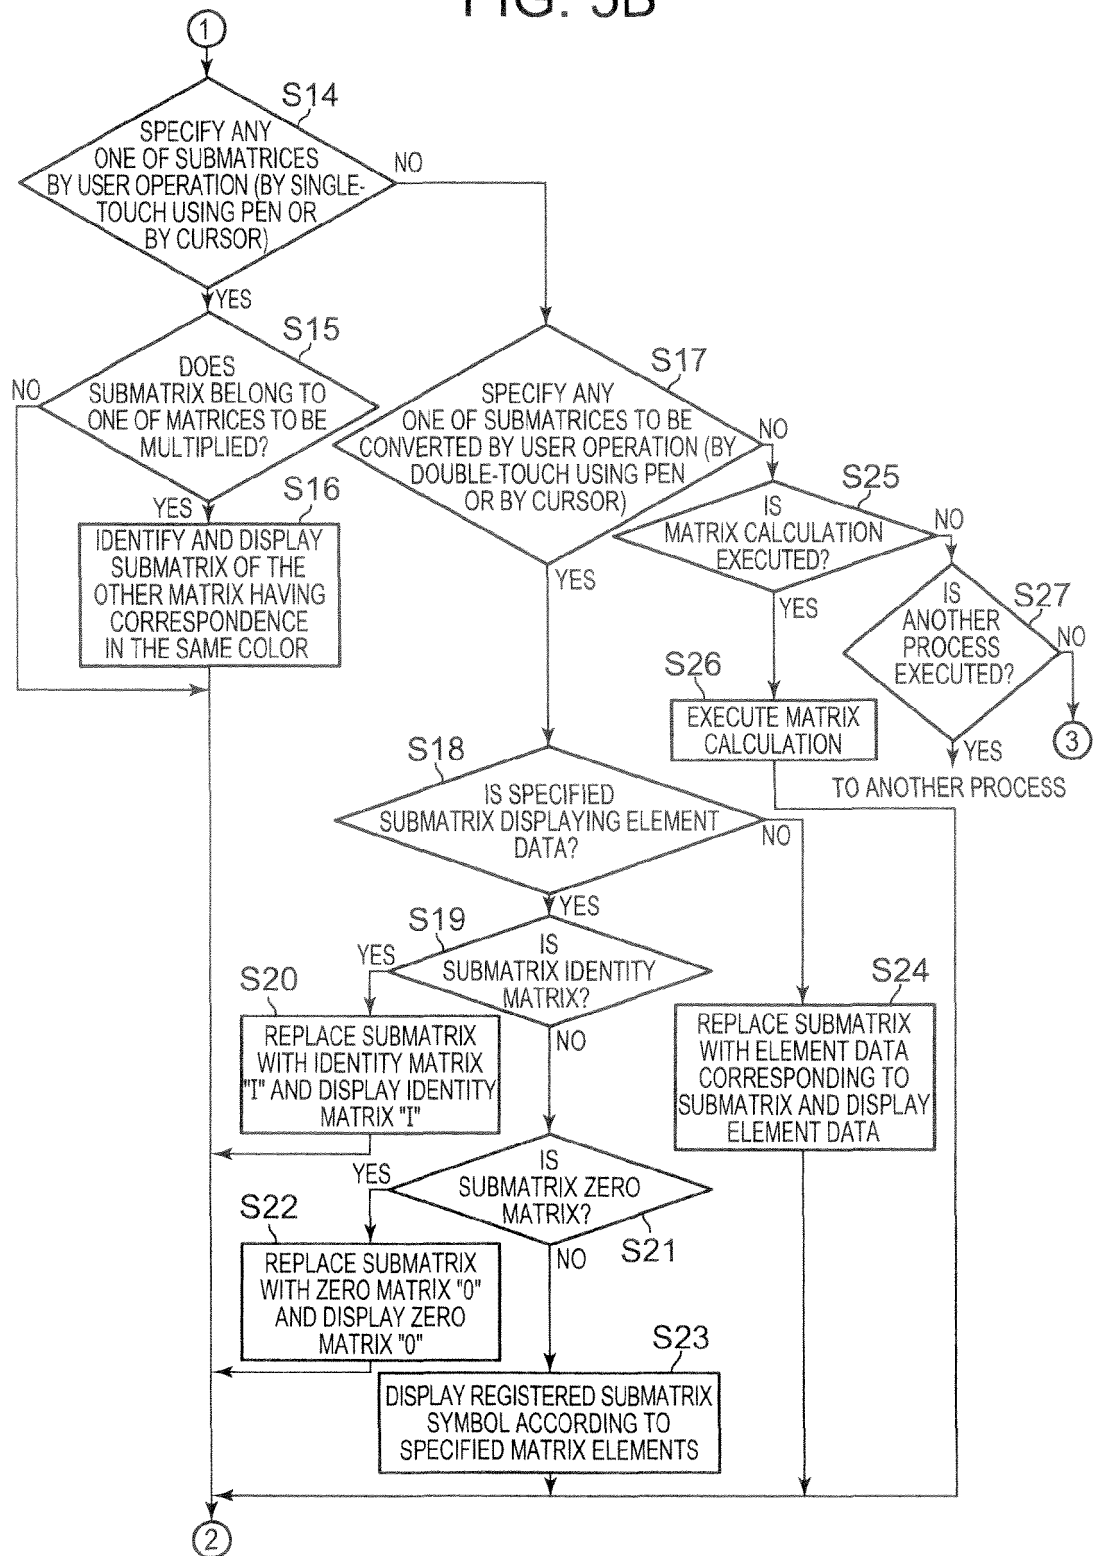 FIG. 5B
1
S14
SPECIFY ANY
ONE OF SUBMATRICES
BY USER OPERATION (BY SINGLE-
TOUCH USING PEN OR
BY CURSOR)
NO
YES
S15
DOES
SUBMATRIX BELONG TO
ONE OF MATRICES TO BE
MULTIPLIED?
NO
YES
S16
IDENTIFY AND DISPLAY
SUBMATRIX OF THE
OTHER MATRIX HAVING
CORRESPONDENCE
IN THE SAME COLOR
S17
SPECIFY ANY
ONE OF SUBMATRICES TO BE
CONVERTED BY USER OPERATION (BY
DOUBLE-TOUCH USING PEN
OR BY CURSOR)
NO
YES
S25
IS
MATRIX CALCULATION
EXECUTED?
NO
YES
S26
EXECUTE MATRIX
CALCULATION
S27
IS
ANOTHER
PROCESS
EXECUTED?
NO
3
YES
TO ANOTHER PROCESS
S18
IS SPECIFIED
SUBMATRIX DISPLAYING ELEMENT
DATA?
NO
YES
S19
IS
SUBMATRIX IDENTITY
MATRIX?
YES
NO
S20
REPLACE SUBMATRIX
WITH IDENTITY MATRIX
"I" AND DISPLAY IDENTITY
MATRIX "I"
S24
REPLACE SUBMATRIX
WITH ELEMENT DATA
CORRESPONDING TO
SUBMATRIX AND DISPLAY
ELEMENT DATA
IS
SUBMATRIX ZERO
MATRIX?
S21
YES
NO
S22
REPLACE SUBMATRIX
WITH ZERO MATRIX "0"
AND DISPLAY ZERO
MATRIX "0"
S23
DISPLAY REGISTERED SUBMATRIX
SYMBOL ACCORDING TO
SPECIFIED MATRIX ELEMENTS
2